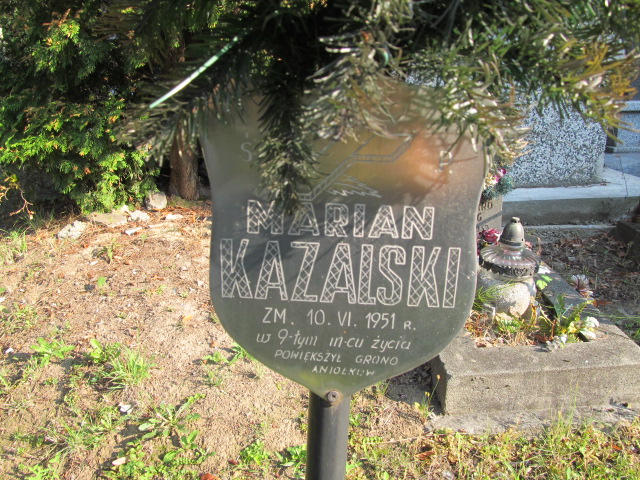 MARIAN
KAZALSKI
ZM. 10. VI. 1951 R.
w 9-tym m-cu życia
POWIĘKSZYŁ GRONO
ANIOŁKÓW